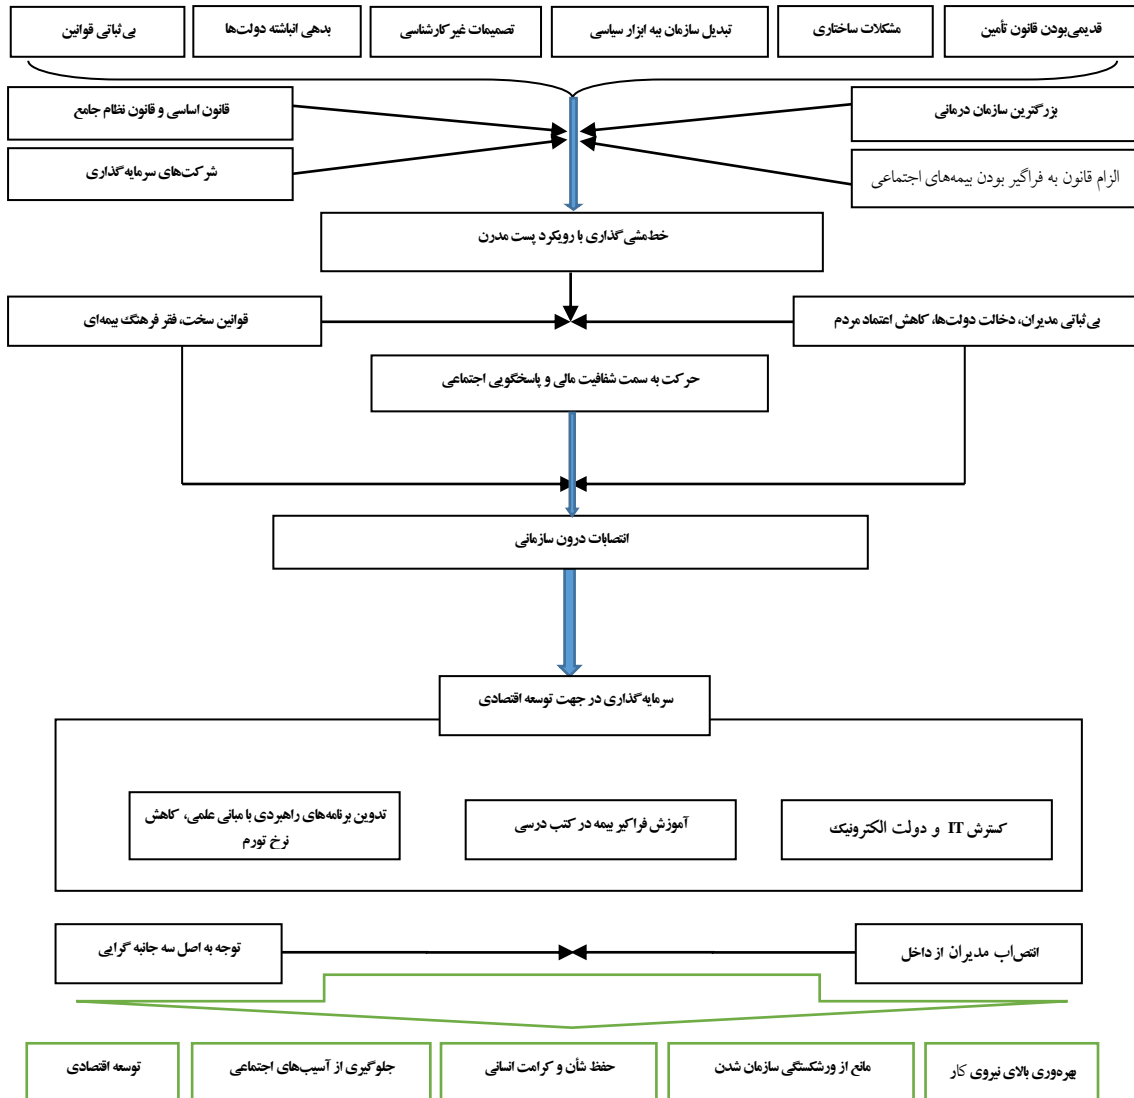 قدیمی‌بودن قانون تأمین
مشکلات ساختاری
تبدیل سازمان به ابزار سیاسی
تصمیمات غیرکارشناسی
بدهی انباشته دولت‌ها
بی‌ثباتی قوانین
بزرگترین سازمان درمانی
قانون اساسی و قانون نظام جامع
الزام قانون به فراگیر بودن بیمه‌های اجتماعی
شرکت‌های سرمایه‌گذاری
خط‌مشی‌گذاری با رویکرد پست مدرن
بی‌ثباتی مدیران، دخالت دولت‌ها، کاهش اعتماد مردم
قوانین سخت، فقر فرهنگ بیمه‌ای
حرکت به سمت شفافیت مالی و پاسخگویی اجتماعی
انتصابات درون سازمانی
سرمایه‌گذاری در جهت توسعه اقتصادی
گسترش IT و دولت الکترونیک
آموزش فراگیر بیمه در کتب درسی
تدوین برنامه‌های راهبردی با مبانی علمی، کاهش
نرخ تورم
انتصاب مدیران از داخل
توجه به اصل سه جانبه گرایی
بهره‌وری بالای نیروی کار
مانع از ورشکستگی سازمان شدن
حفظ شأن و کرامت انسانی
جلوگیری از آسیب‌های اجتماعی
توسعه اقتصادی